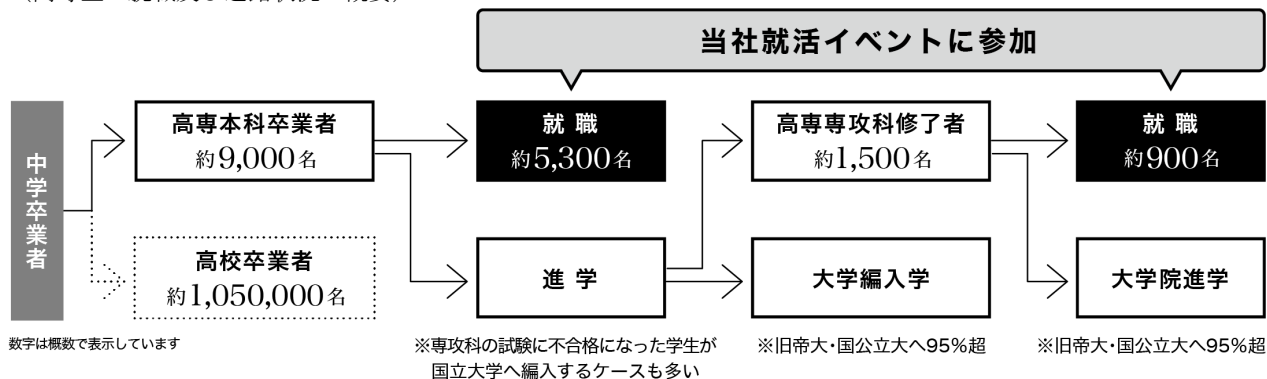 当社就活イベントに参加
中学卒業者
高専本科卒業者
約9,000名
就 職
約5,300名
高専専攻科修了者
約1,500名
就 職
約900名
高校卒業者
約1,050,000名
進 学
大学編入学
大学院進学
数字は概数で表示しています
※専攻科の試験に不合格になった学生が
国立大学へ編入するケースも多い
※旧帝大・国公立大へ95%超
※旧帝大・国公立大へ95%超